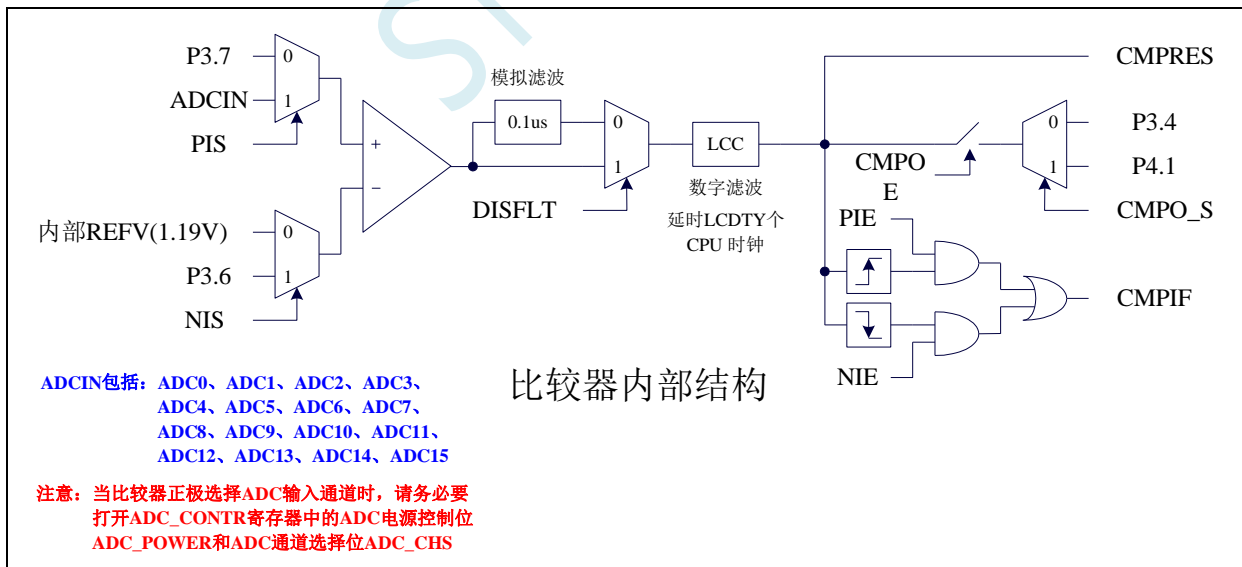 P3.7
0
ADCIN
1
PIS
+
−
内部REFV(1.19V)
0
P3.6
1
NIS
模拟滤波
0.1us
0
1
DISFLT
LCC
数字滤波
延时LCDTY个
CPU 时钟
CMPRES
CMPO
E
0
P3.4
1
P4.1
CMPO_S
PIE
NIE
CMPIF
比较器内部结构
ADCIN包括：ADC0、ADC1、ADC2、ADC3、
ADC4、ADC5、ADC6、ADC7、
ADC8、ADC9、ADC10、ADC11、
ADC12、ADC13、ADC14、ADC15
注意：当比较器正极选择ADC输入通道时，请务必要
打开ADC_CONTR寄存器中的ADC电源控制位
ADC_POWER和ADC通道选择位ADC_CHS